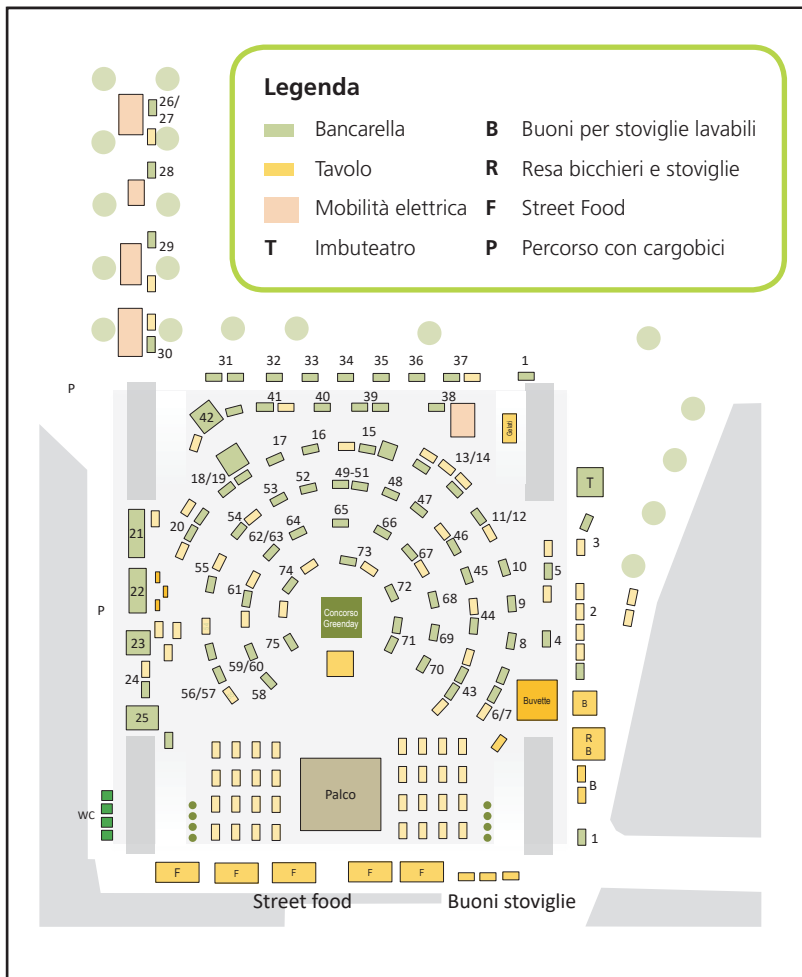 Legenda
Bancarella
Tavolo
Mobilità elettrica
T Imbuteatro
B Buoni per stoviglie lavabili
R Resa bicchieri e stoviglie
F Street Food
P Percorso con cargobici
26/
27
28
29
30
31 32 33 34 35 36 37 1
P
41 40 39 38
42
Gelati
17 16 15
13/14
18/19
T
53 52 49-51 48 47
11/12
20
54
62/63 64 65 66
67 46
3
21
55
73
10
5
22
61 74 72 68 45
9
2
P
Concorso
Greenday
44
23
75 71 69
8 4
24
59/60
70
56/57 58
43
6/7
25
Buvette
B
R
B
B
Palco
WC
1
F F F F F
Street food Buoni stoviglie